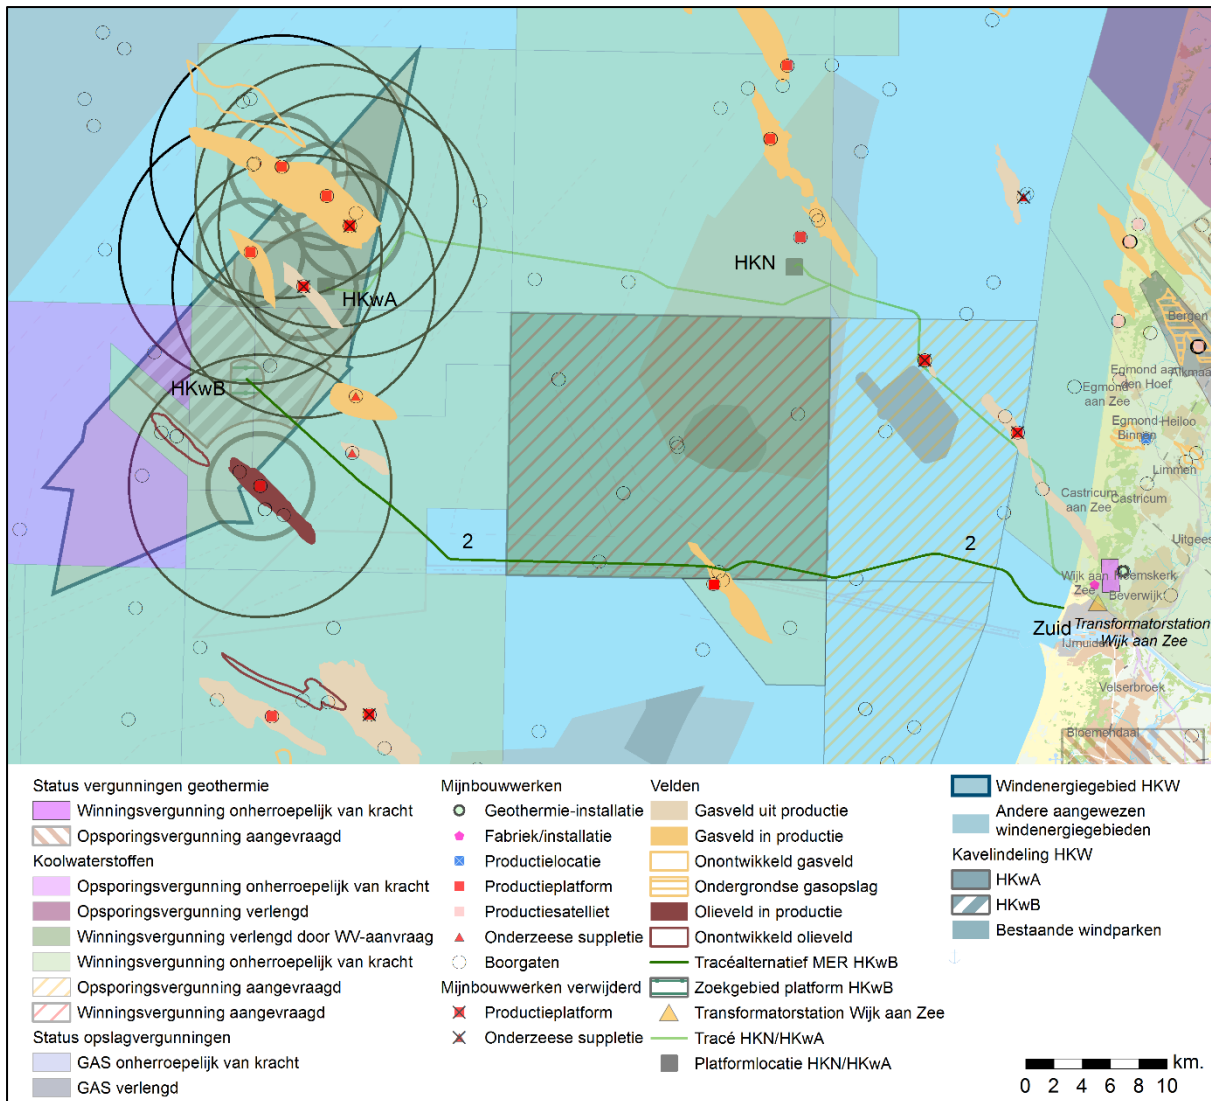 HKN
HKwA
HKwB
2
2
Zuid
Bergen
Alkmaa
Egmond aan
den Hoef
Egmond
aan Zee
Egmond-
Binnen
Heiloo
Limmen
Castricum
aan Zee
Castricum
Uitgees
Wijk aan
Zee
Heemskerk
Beverwijk
IJmuiden
Transformatorstation
Wijk aan Zee
Velserbroek
Bloemendaal
Status vergunningen geothermie
Winningsvergunning onherroepelijk van kracht
Opsporingsvergunning aangevraagd
Koolwaterstoffen
Opsporingsvergunning onherroepelijk van kracht
Opsporingsvergunning verlengd
Winningsvergunning verlengd door WV-aanvraag
Winningsvergunning onherroepelijk van kracht
Opsporingsvergunning aangevraagd
Winningsvergunning aangevraagd
Status opslagvergunningen
GAS onherroepelijk van kracht
GAS verlengd
Mijnbouwwerken
Geothermie-installatie
Fabriek/installatie
Productielocatie
Productieplatform
Productiesatelliet
Onderzeese suppletie
Boorgaten
Mijnbouwwerken verwijderd
Productieplatform
Onderzeese suppletie
Velden
Gasveld uit productie
Gasveld in productie
Onontwikkeld gasveld
Ondergrondse gasopslag
Olieveld in productie
Onontwikkeld olieveld
Tracéalternatief MER HKwB
Zoekgebied platform HKwB
Transformatorstation Wijk aan Zee
Tracé HKN/HKwA
Platformlocatie HKN/HKwA
Windenergiegebied HKW
Andere aangewezen
windenergiegebieden
Kavelindeling HKW
HKwA
HKwB
Bestaande windparken
km.
0 2 4 6 8 10